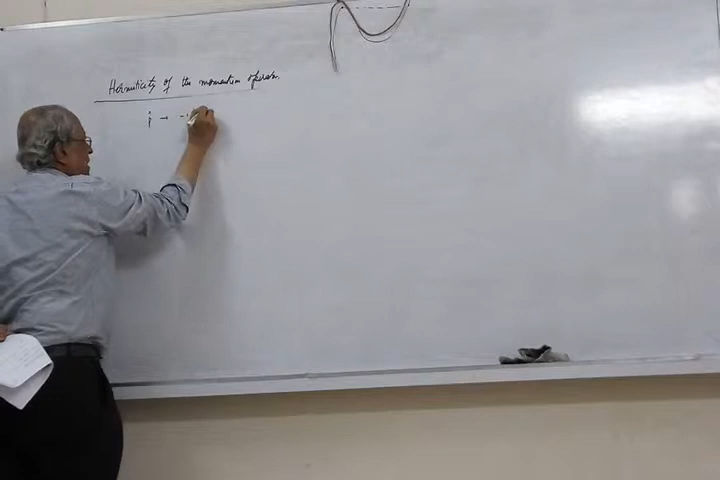 Hermiticity of the momentum operator.
p̂ → -i